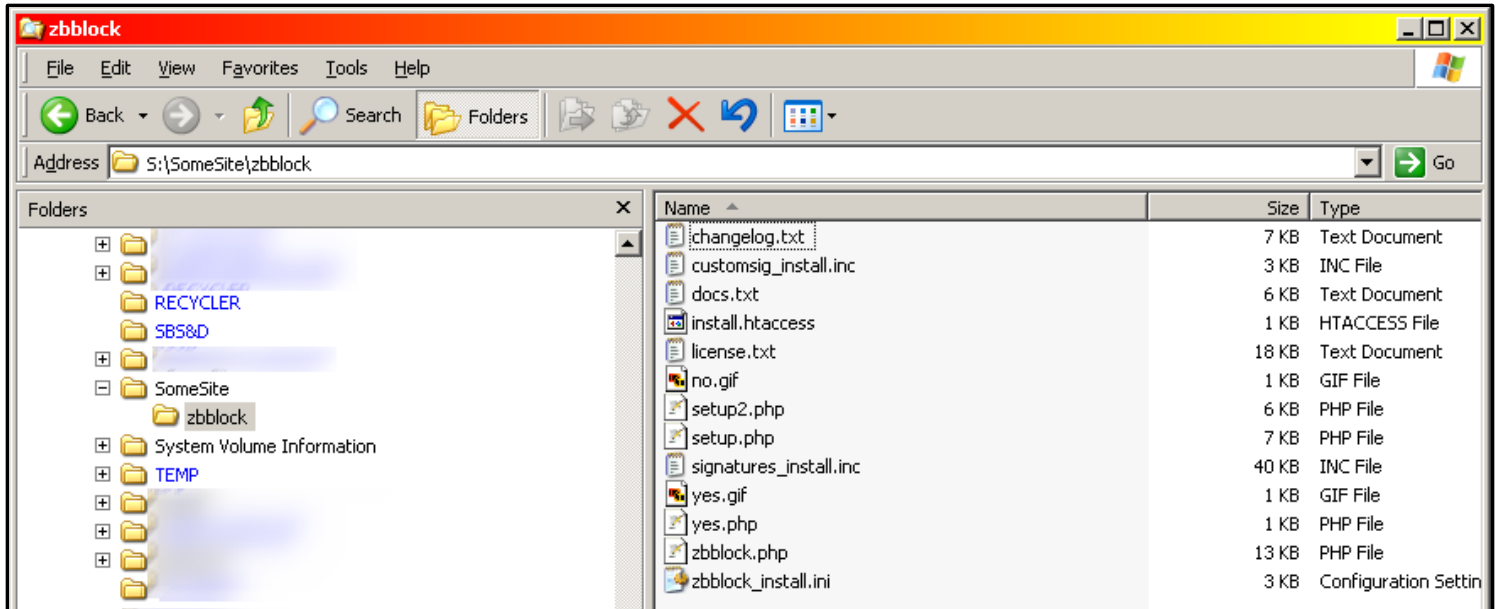 zbblock
File Edit View Favorites Tools Help
Back Search Folders
Address S:\SomeSite\zbblock Go
Folders
RECYCLER
SBS&D
SomeSite
zbblock
System Volume Information
TEMP
Name Size Type
changelog.txt 7 KB Text Document
customsig_install.inc 3 KB INC File
docs.txt 6 KB Text Document
install.htaccess 1 KB HTACCESS File
license.txt 18 KB Text Document
no.gif 1 KB GIF File
setup2.php 6 KB PHP File
setup.php 7 KB PHP File
signatures_install.inc 40 KB INC File
yes.gif 1 KB GIF File
yes.php 1 KB PHP File
zbblock.php 13 KB PHP File
zbblock_install.ini 3 KB Configuration Settin